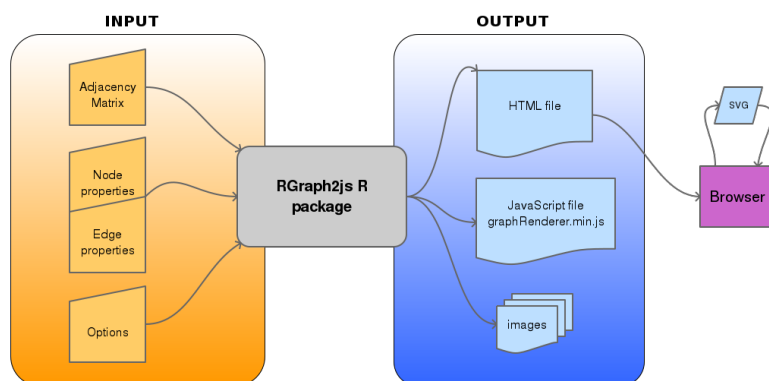 INPUT
OUTPUT
Adjacency
Matrix
Node
properties
Edge
properties
Options
RGraph2js R
package
HTML file
JavaScript file
graphRenderer.min.js
images
svg
Browser